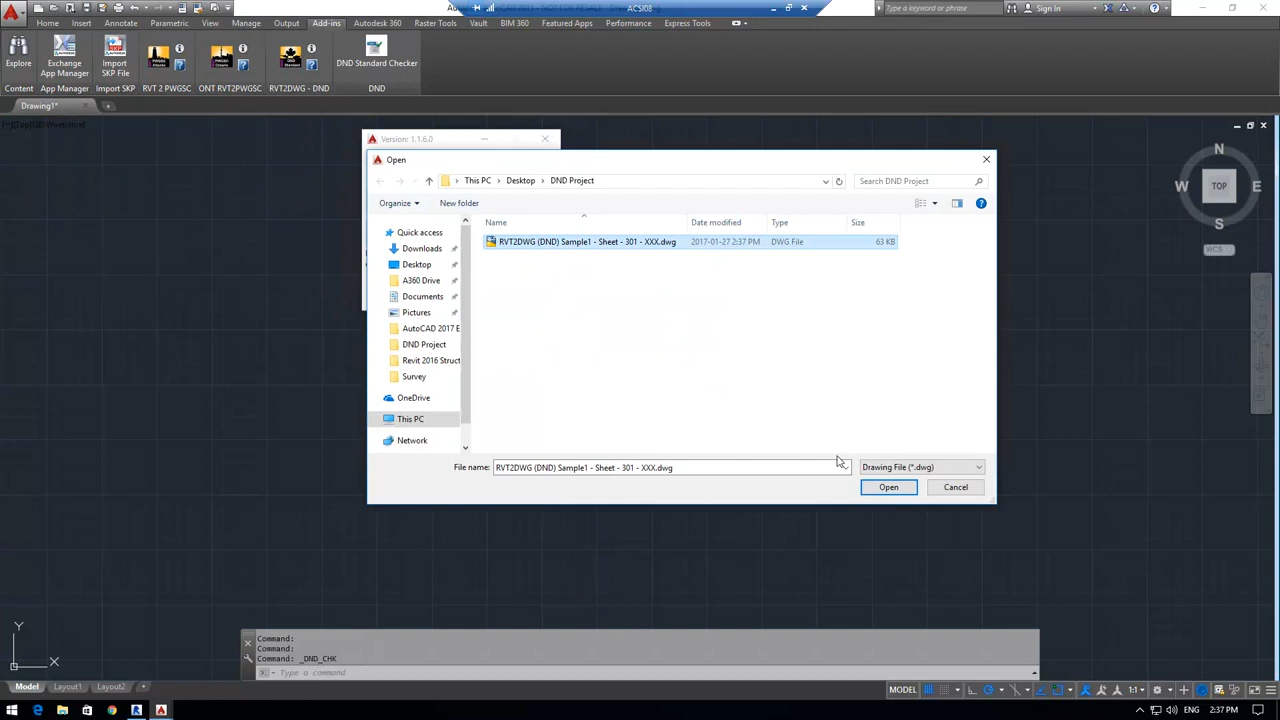 ACSI08
Type a keyword or phrase
Sign In
Home Insert Annotate Parametric View Manage Output Add-ins Autodesk 360 Raster Tools Vault BIM 360 Featured Apps Performance Express Tools
Explore
Exchange
App Manager
Import
SKP File
RVT 2 PWGSC
ONT RVT2PWGSC
RVT2DWG - DND
DND Standard Checker
Content App Manager Import SKP DND
Drawing1*
[–][Top][2D Wireframe]
Version: 1.1.6.0
Open
This PC > Desktop > DND Project
Search DND Project
Organize New folder
Name Date modified Type Size
RVT2DWG (DND) Sample1 - Sheet - 301 - XXX.dwg 2017-01-27 2:37 PM DWG File 63 KB
Quick access
Downloads
Desktop
A360 Drive
Documents
Pictures
AutoCAD 2017 E
DND Project
Revit 2016 Struct
Survey
OneDrive
This PC
Network
File name: RVT2DWG (DND) Sample1 - Sheet - 301 - XXX.dwg
Drawing File (*.dwg)
Open Cancel
N
W TOP E
S
WCS
Y
X
Command:
Command:
Command: _DND_CHK
Type a command
Model Layout1 Layout2 +
MODEL 1:1
ENG 2:37 PM